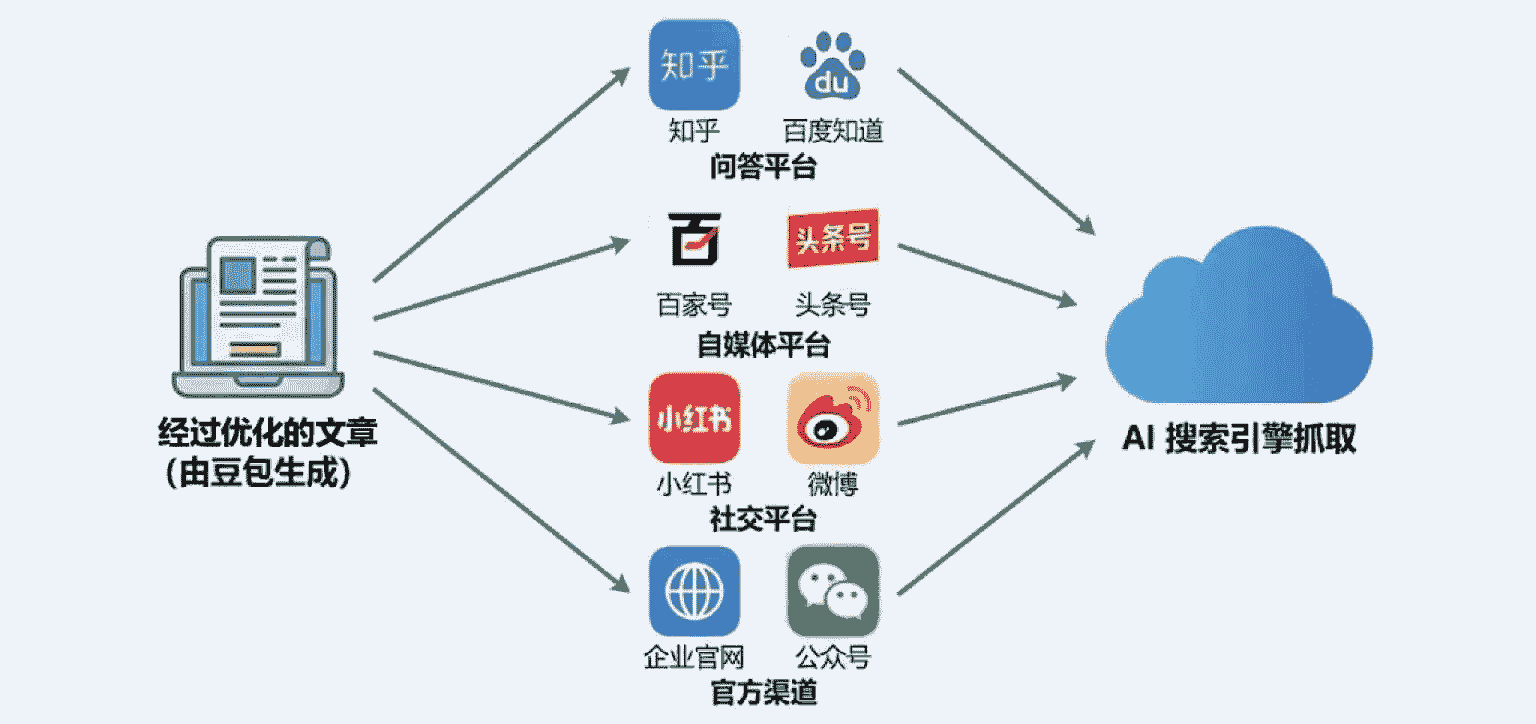 知乎
du
知乎
百度知道
问答平台
百
头条号
百家号
头条号
自媒体平台
经过优化的文章
(由豆包生成)
小红书
小红书
微博
社交平台
AI 搜索引擎抓取
企业官网
公众号
官方渠道